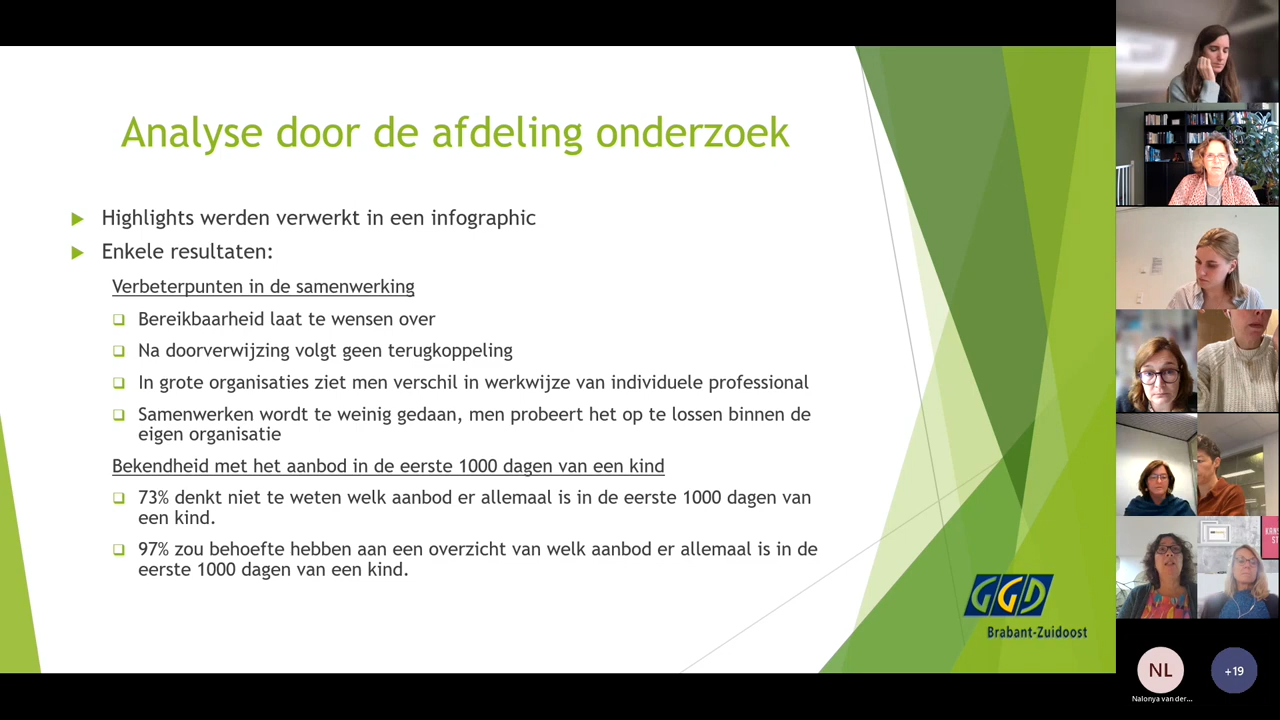 Analyse door de afdeling onderzoek
Highlights werden verwerkt in een infographic
Enkele resultaten:
Verbeterpunten in de samenwerking
Bereikbaarheid laat te wensen over
Na doorverwijzing volgt geen terugkoppeling
In grote organisaties ziet men verschil in werkwijze van individuele professional
Samenwerken wordt te weinig gedaan, men probeert het op te lossen binnen de
eigen organisatie
Bekendheid met het aanbod in de eerste 1000 dagen van een kind
73% denkt niet te weten welk aanbod er allemaal is in de eerste 1000 dagen van
een kind.
97% zou behoefte hebben aan een overzicht van welk aanbod er allemaal is in de
eerste 1000 dagen van een kind.
GGD
Brabant-Zuidoost
NL
+19
Nalonya van der...